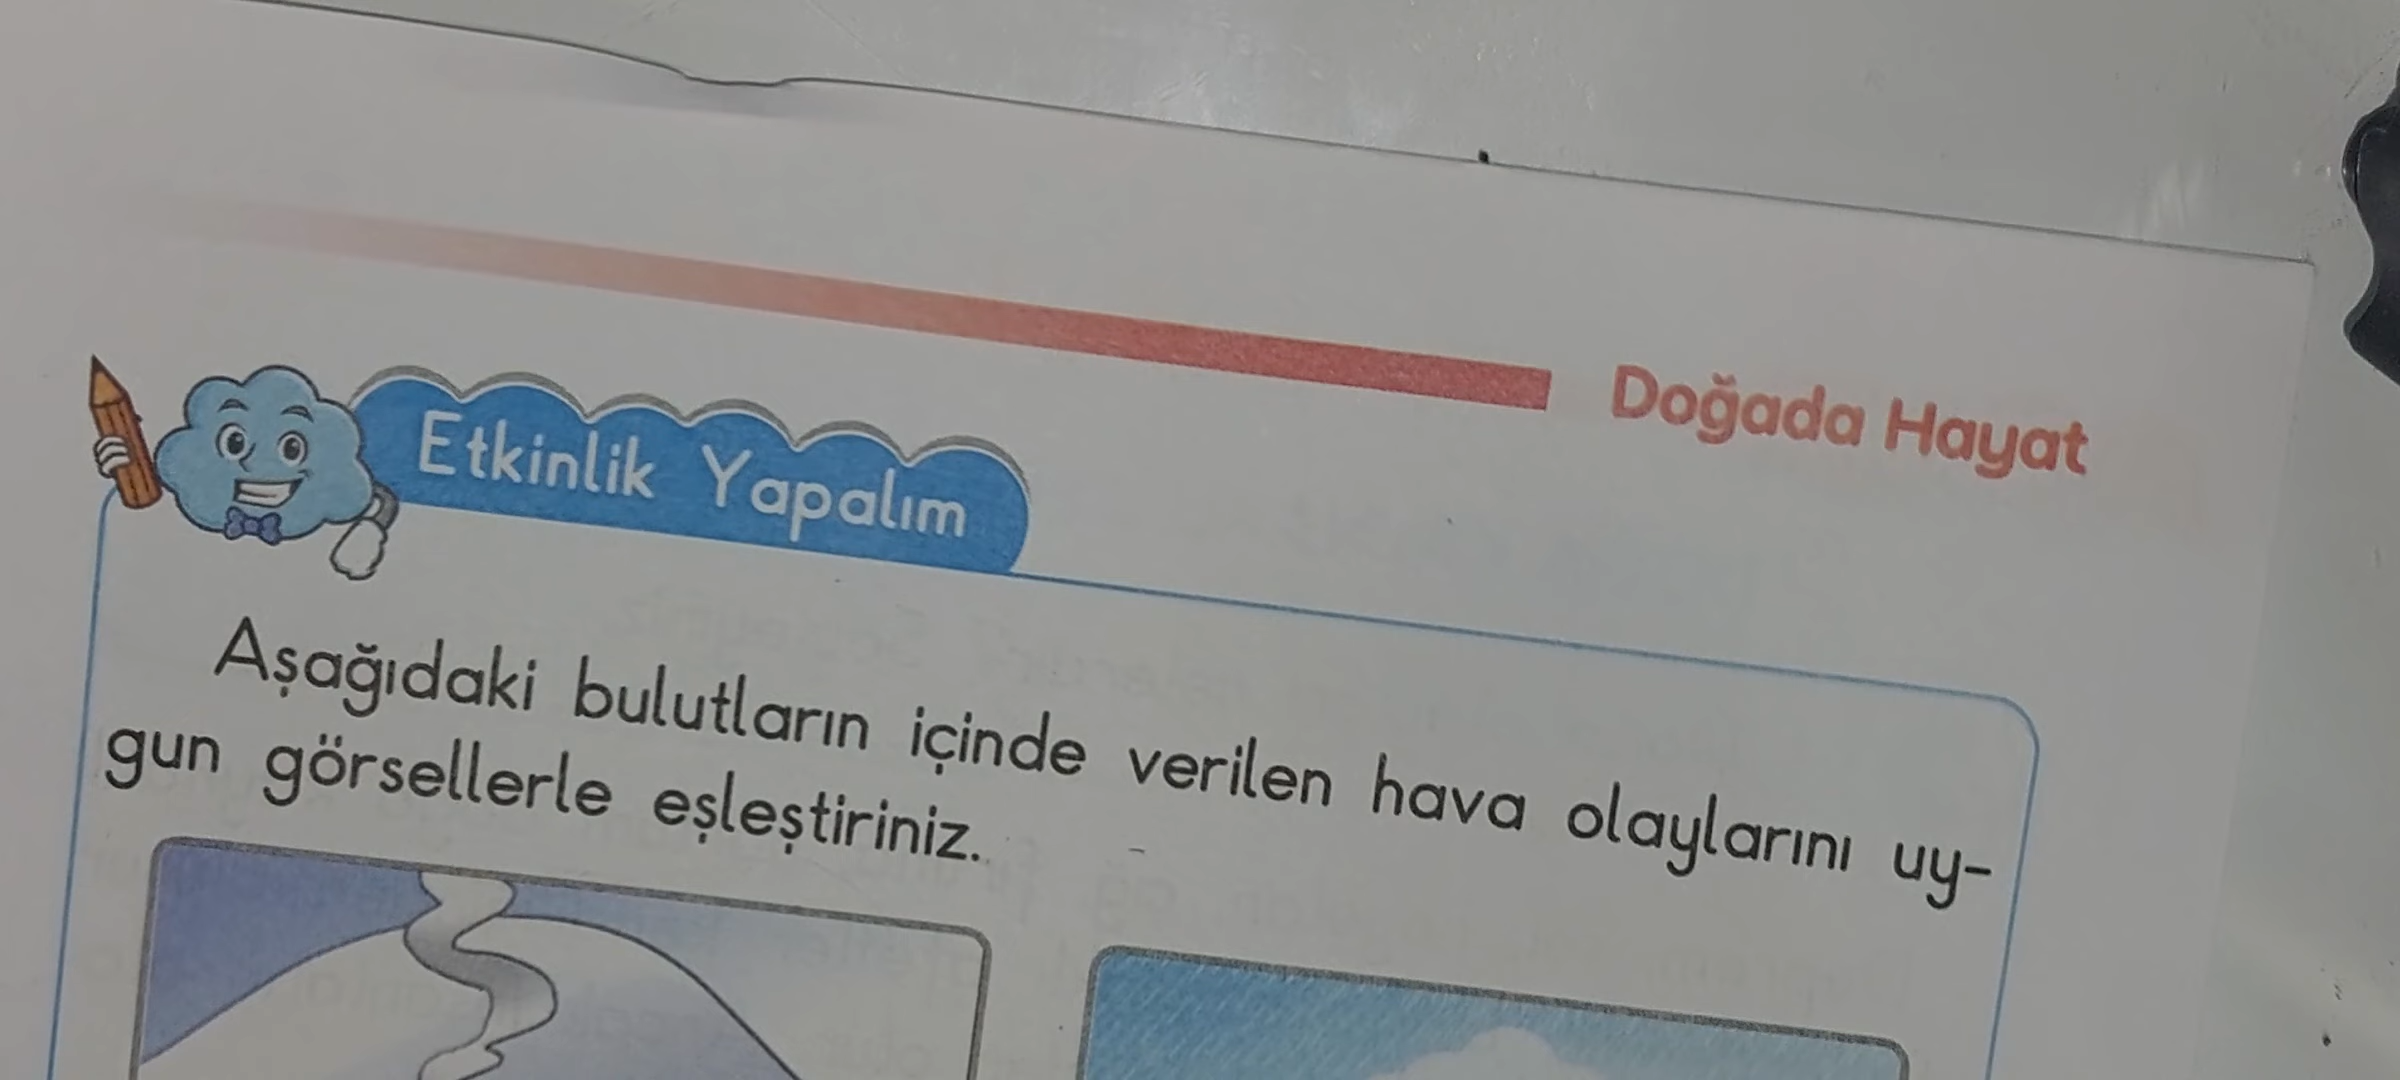 Doğada Hayat
Etkinlik Yapalım
Aşağıdaki bulutların içinde verilen hava olaylarını uy-
gun görsellerle eşleştiriniz.